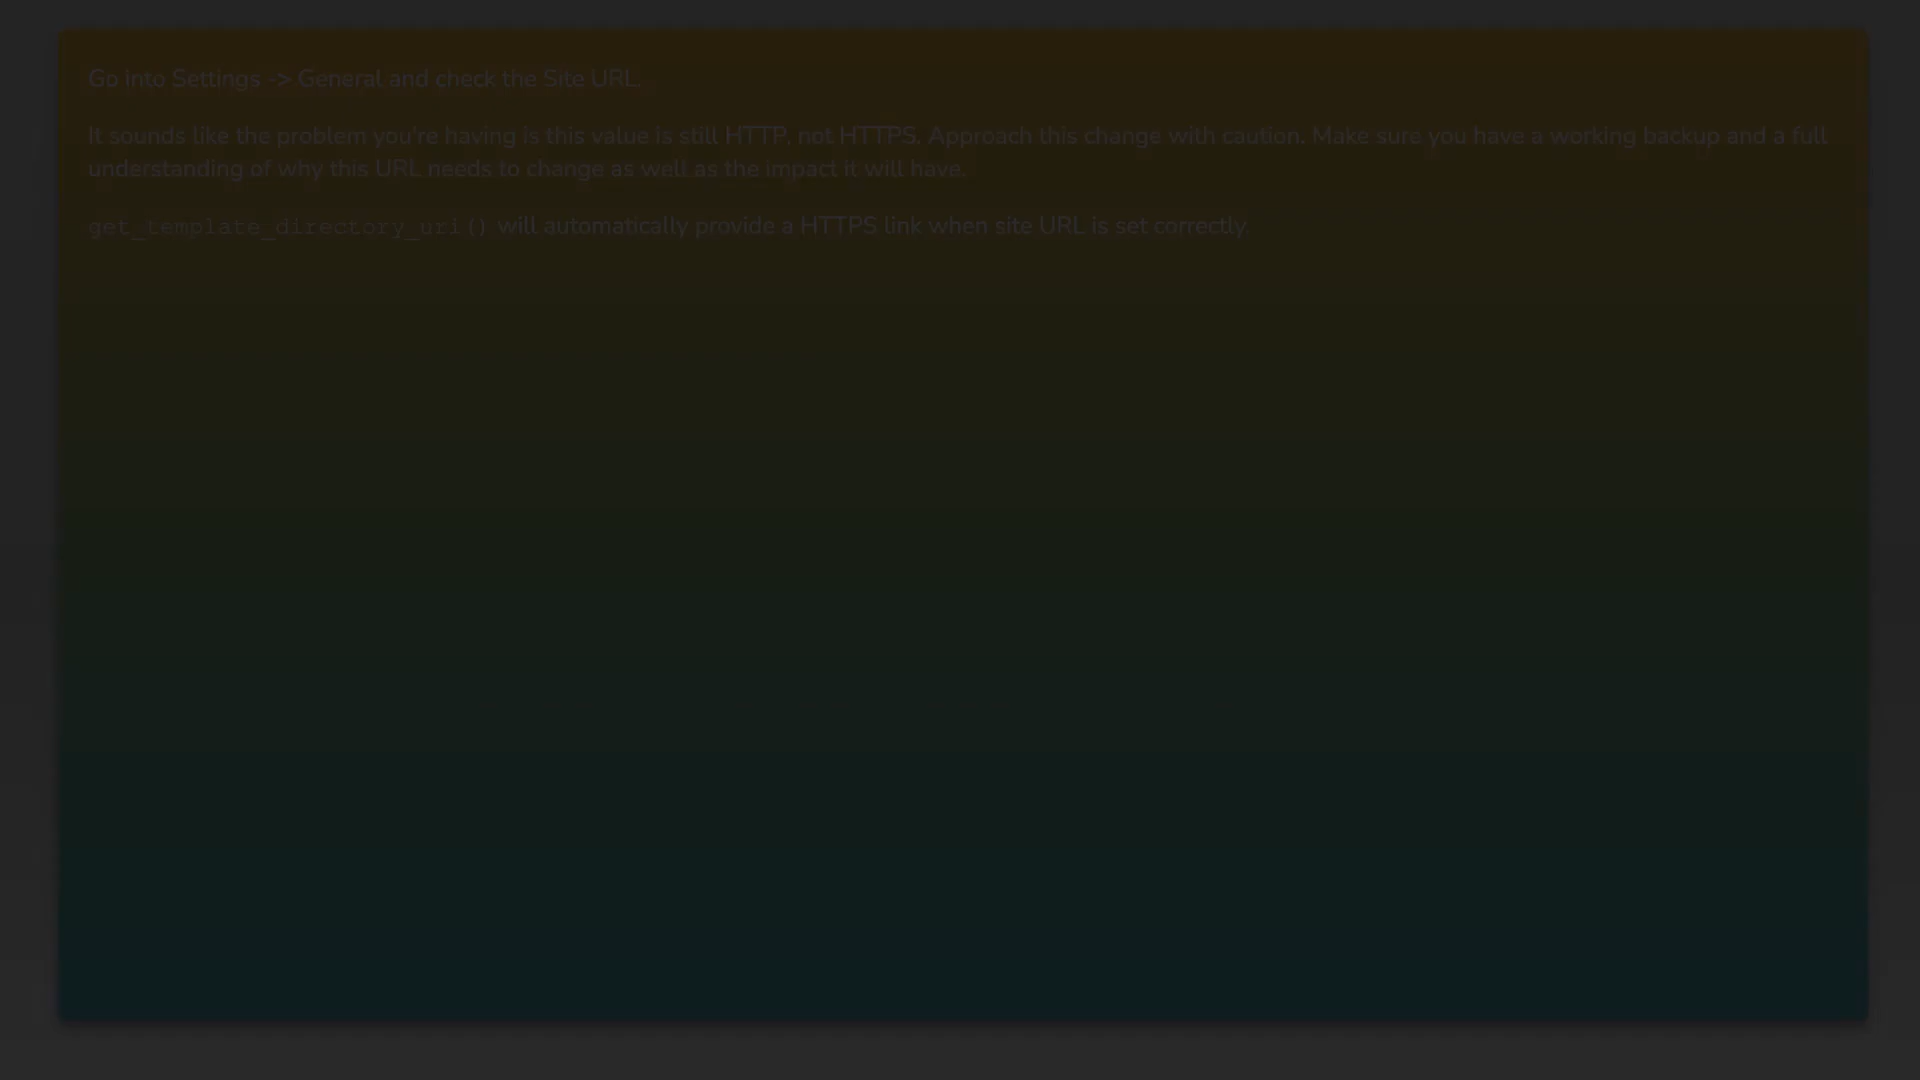 Go into Settings -> General and check the Site URL.
It sounds like the problem you're having is this value is still HTTP, not HTTPS. Approach this change with caution. Make sure you have a working backup and a full
understanding of why this URL needs to change as well as the impact it will have.
get_template_directory_uri() will automatically provide a HTTPS link when site URL is set correctly.